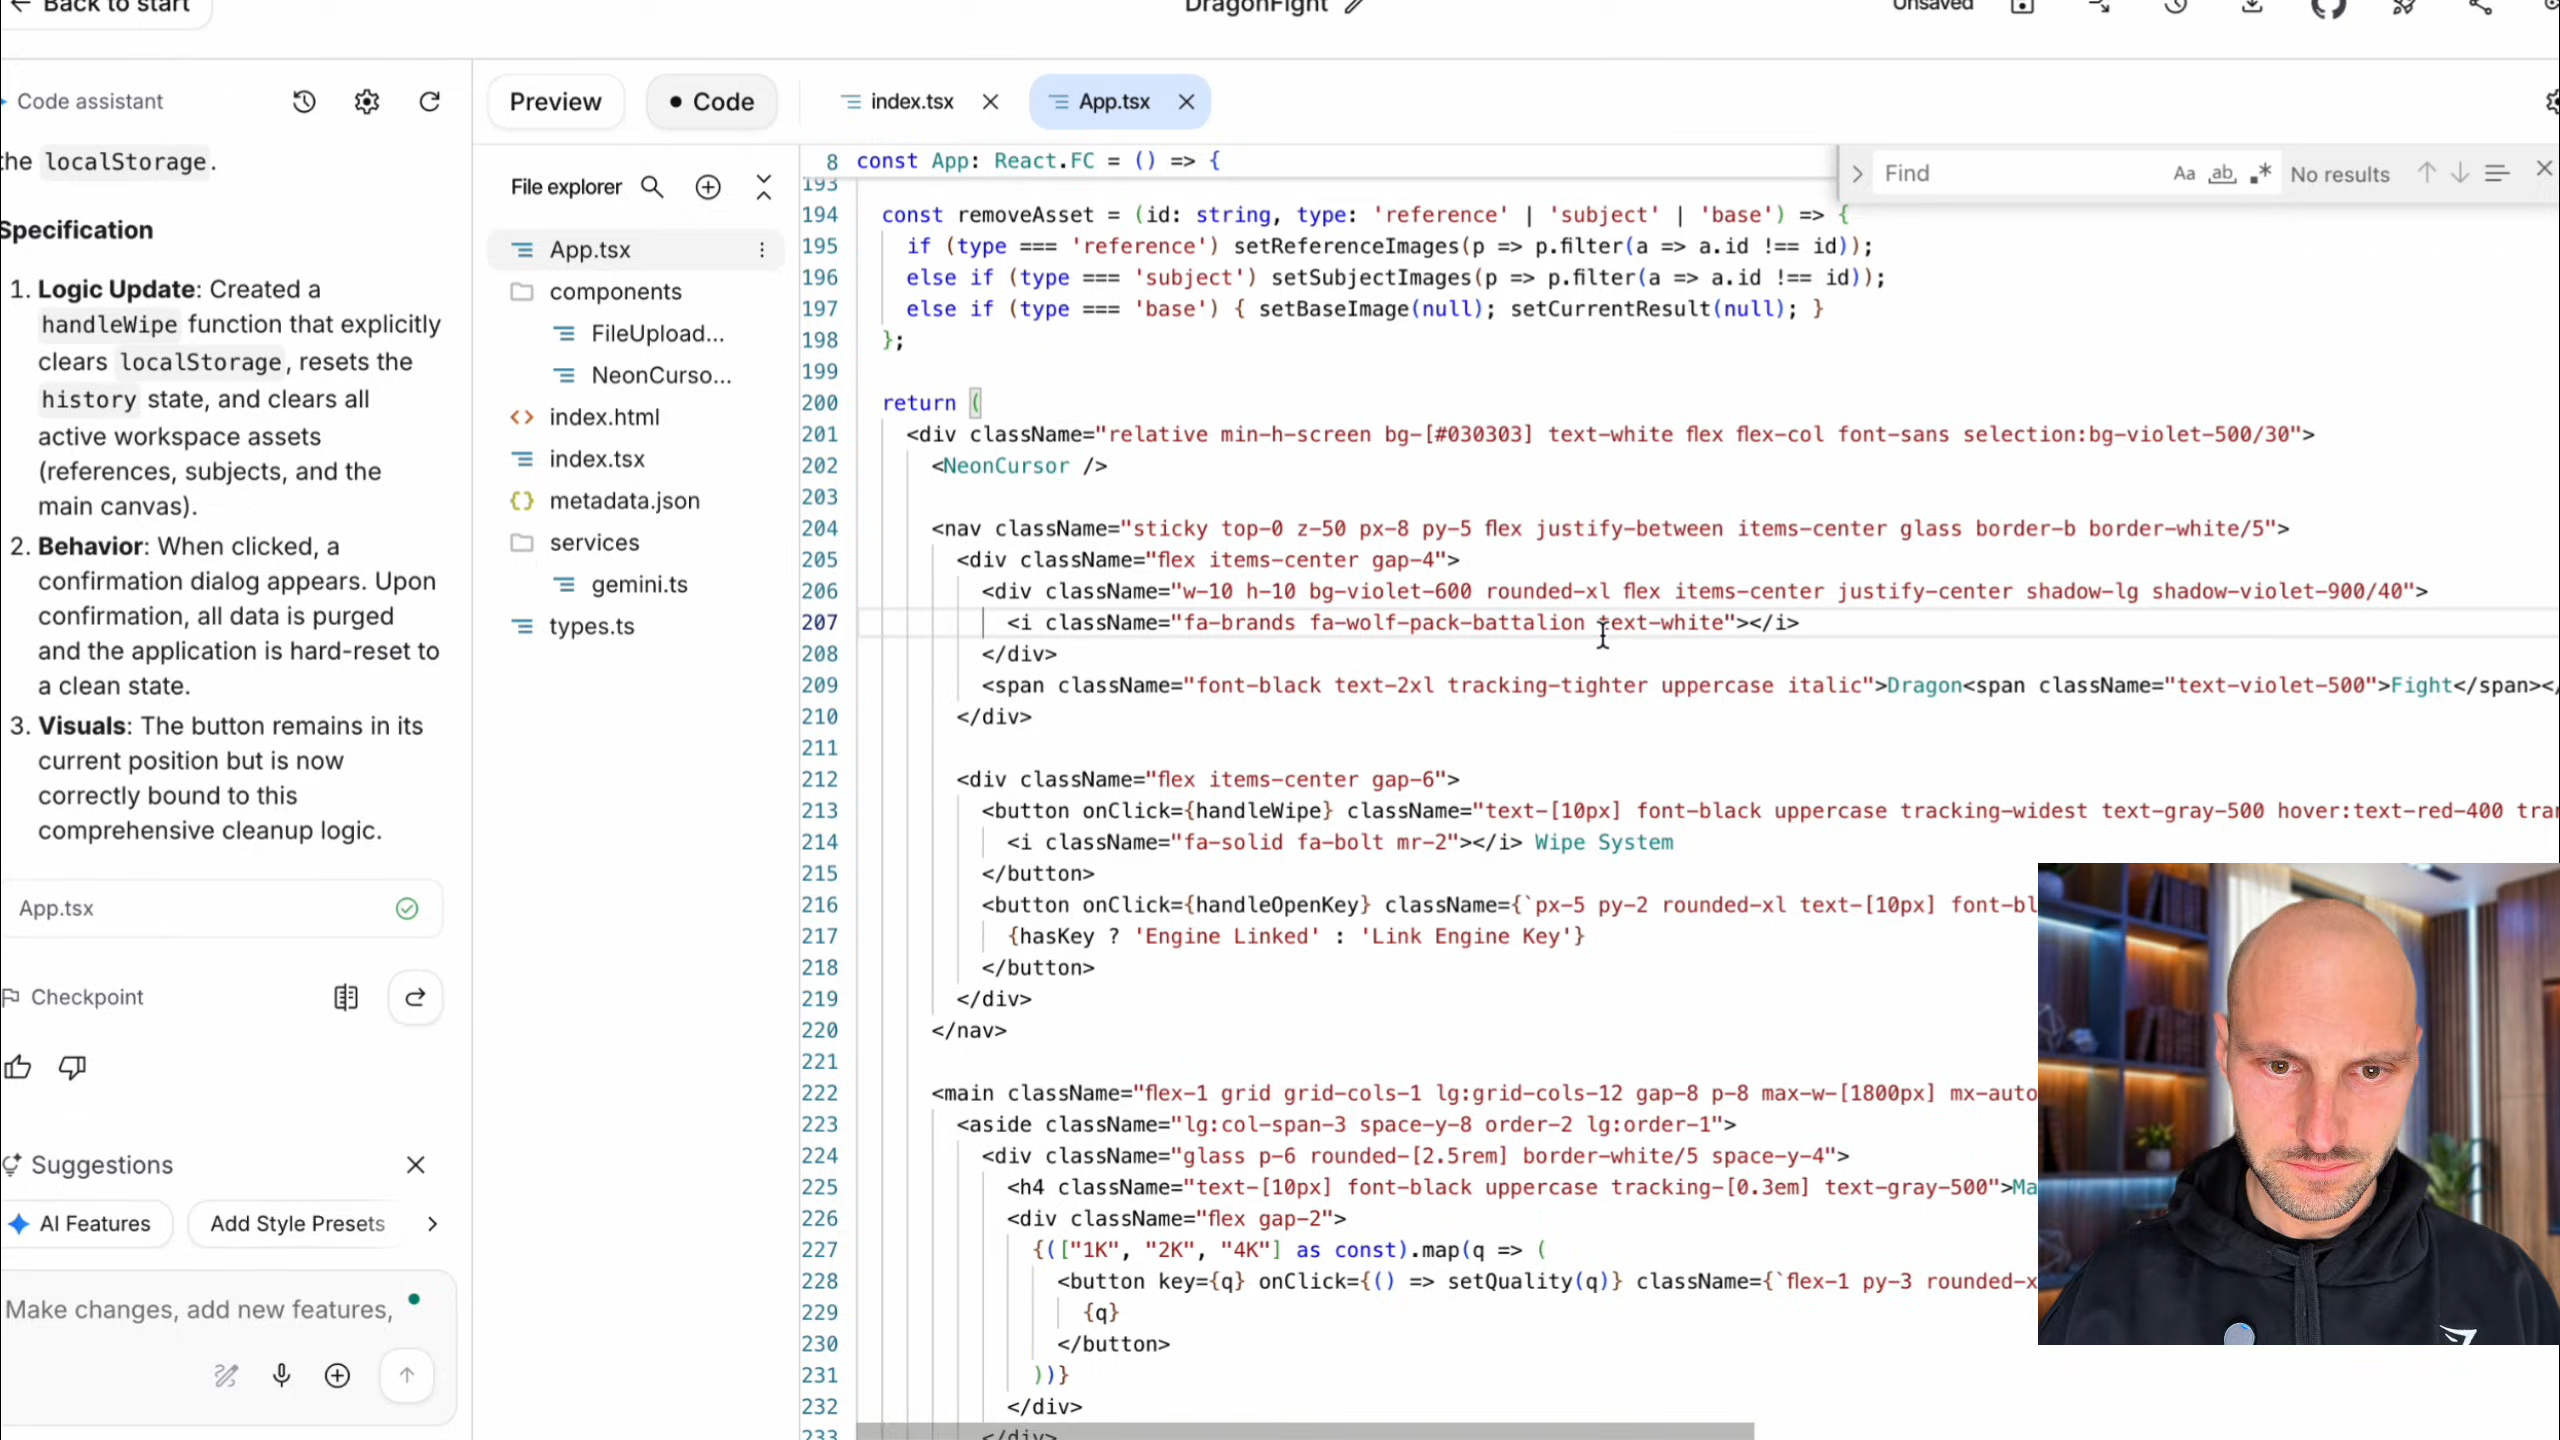 Back to start
DragonFight
Unsaved
Code assistant
Preview
Code
index.tsx
App.tsx
the localStorage.
Specification
1. Logic Update: Created a
handleWipe function that explicitly
clears localStorage, resets the
history state, and clears all
active workspace assets
(references, subjects, and the
main canvas).
2. Behavior: When clicked, a
confirmation dialog appears. Upon
confirmation, all data is purged
and the application is hard-reset to
a clean state.
3. Visuals: The button remains in its
current position but is now
correctly bound to this
comprehensive cleanup logic.
App.tsx
Checkpoint
Suggestions
AI Features
Add Style Presets
Make changes, add new features,
File explorer
App.tsx
components
FileUpload...
NeonCurso...
index.html
index.tsx
metadata.json
services
gemini.ts
types.ts
Find
Aa
ab
No results
8 const App: React.FC = () => {
193
194 const removeAsset = (id: string, type: 'reference' | 'subject' | 'base') => {
195 if (type === 'reference') setReferenceImages(p => p.filter(a => a.id !== id));
196 else if (type === 'subject') setSubjectImages(p => p.filter(a => a.id !== id));
197 else if (type === 'base') { setBaseImage(null); setCurrentResult(null); }
198 };
199
200 return (
201 <div className="relative min-h-screen bg-[#030303] text-white flex flex-col font-sans selection:bg-violet-500/30">
202 <NeonCursor />
203
204 <nav className="sticky top-0 z-50 px-8 py-5 flex justify-between items-center glass border-b border-white/5">
205 <div className="flex items-center gap-4">
206 <div className="w-10 h-10 bg-violet-600 rounded-xl flex items-center justify-center shadow-lg shadow-violet-900/40">
207 <i className="fa-brands fa-wolf-pack-battalion text-white"></i>
208 </div>
209 <span className="font-black text-2xl tracking-tighter uppercase italic">Dragon<span className="text-violet-500">Fight</span></
210 </div>
211
212 <div className="flex items-center gap-6">
213 <button onClick={handleWipe} className="text-[10px] font-black uppercase tracking-widest text-gray-500 hover:text-red-400 tran
214 <i className="fa-solid fa-bolt mr-2"></i> Wipe System
215 </button>
216 <button onClick={handleOpenKey} className={`px-5 py-2 rounded-xl text-[10px] font-bl
217 {hasKey ? 'Engine Linked' : 'Link Engine Key'}
218 </button>
219 </div>
220 </nav>
221
222 <main className="flex-1 grid grid-cols-1 lg:grid-cols-12 gap-8 p-8 max-w-[1800px] mx-auto
223 <aside className="lg:col-span-3 space-y-8 order-2 lg:order-1">
224 <div className="glass p-6 rounded-[2.5rem] border-white/5 space-y-4">
225 <h4 className="text-[10px] font-black uppercase tracking-[0.3em] text-gray-500">Ma
226 <div className="flex gap-2">
227 {(["1K", "2K", "4K"] as const).map(q => (
228 <button key={q} onClick={() => setQuality(q)} className={`flex-1 py-3 rounded-x
229 {q}
230 </button>
231 ))}
232 </div>
233 </div>